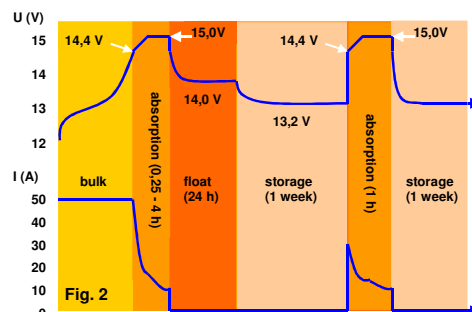 U (V)
15
14
13
12
14,4 V
15,0V
14,0 V
13,2 V
14,4 V
15,0V
absorption (0.25 - 4 h)
absorption (1 h)
I (A)
bulk
float
(24 h)
storage
(1 week)
storage
(1 week)
50
40
30
20
10
0
Fig. 2